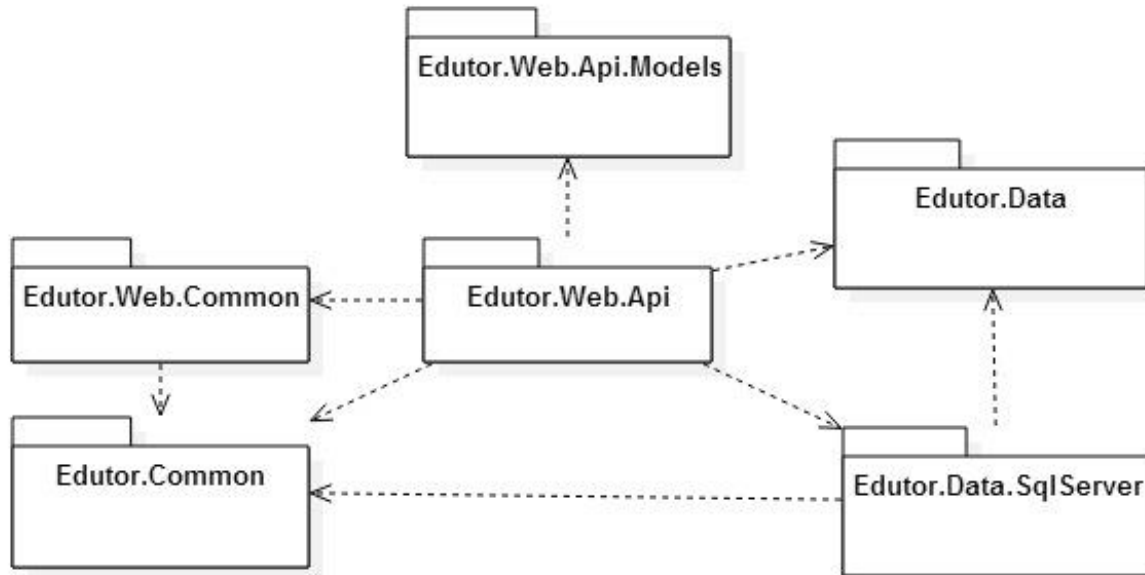 Edutor.Web.Api.Models
Edutor.Data
Edutor.Web.Common
Edutor.Web.Api
Edutor.Common
Edutor.Data.SqlServer